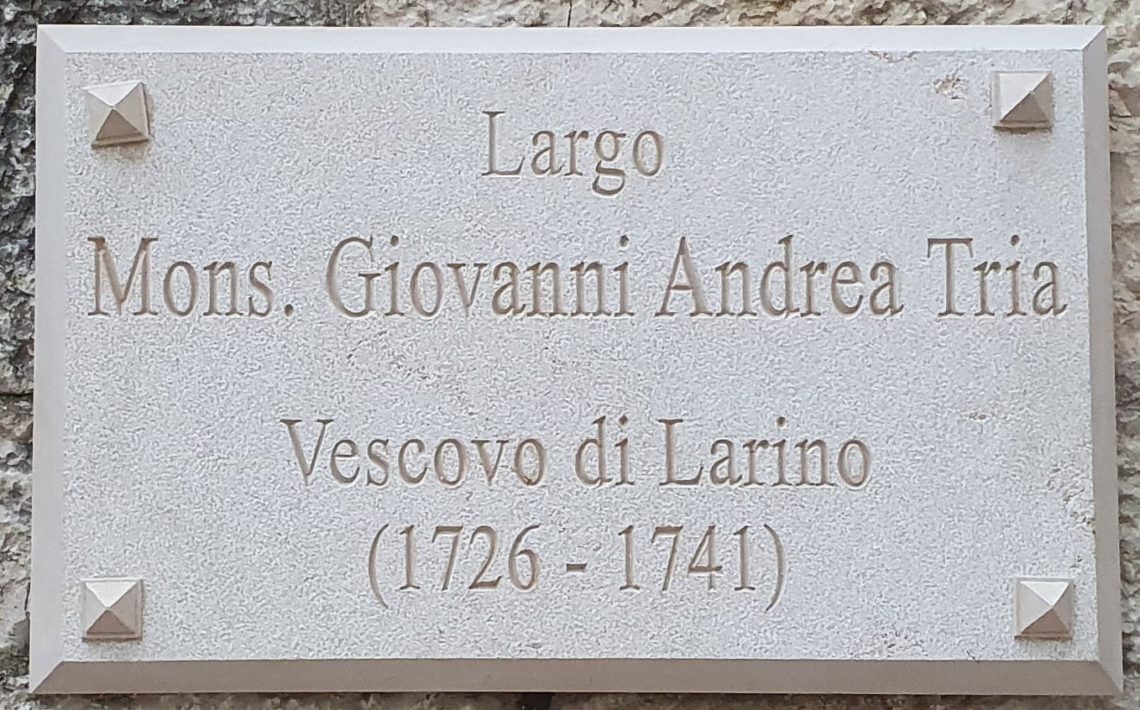 Largo
Mons. Giovanni Andrea Tria
Vescovo di Larino
(1726 - 1741)